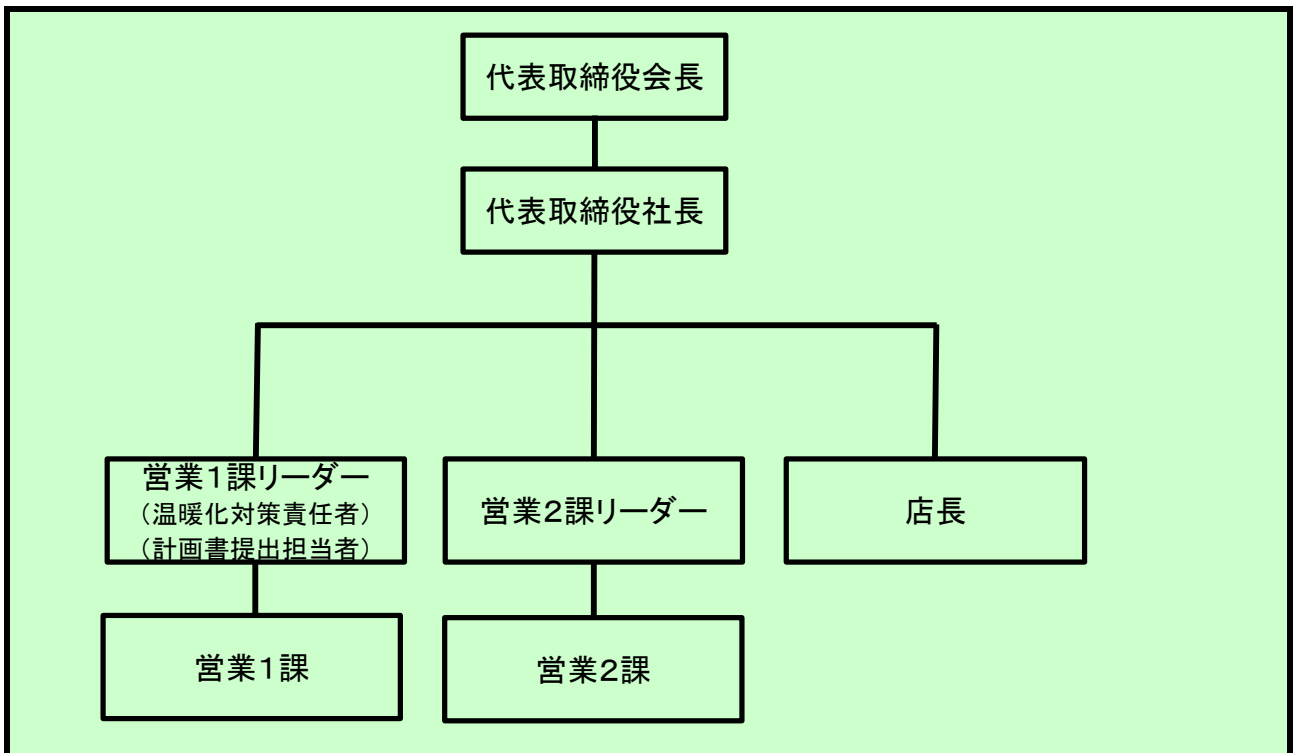 代表取締役会長
代表取締役社長
営業１課リーダー
（温暖化対策責任者）
（計画書提出担当者）
営業２課リーダー
店長
営業１課
営業２課